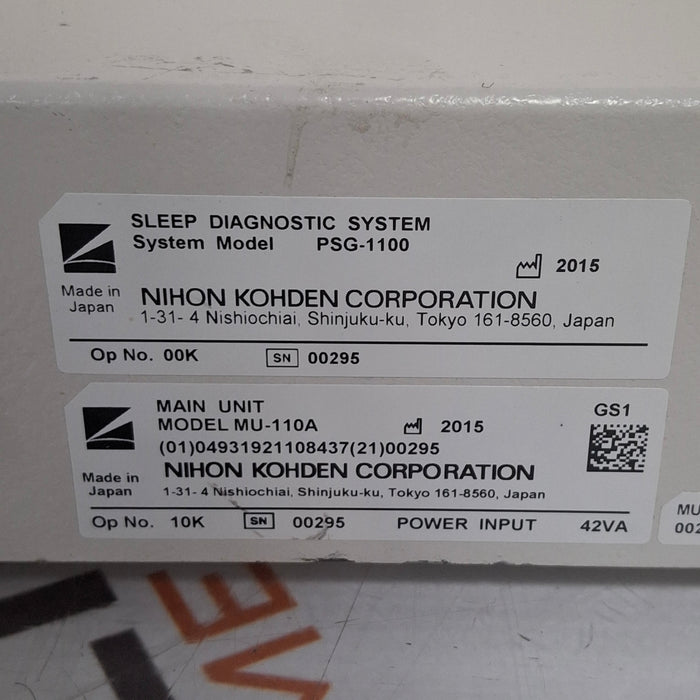 SLEEP DIAGNOSTIC SYSTEM
System Model PSG-1100
2015
Made in
Japan
NIHON KOHDEN CORPORATION
1-31- 4 Nishiochiai, Shinjuku-ku, Tokyo 161-8560, Japan
Op No. 00K SN 00295
MAIN UNIT
MODEL MU-110A 2015
GS1
(01)04931921108437(21)00295
Made in
Japan
NIHON KOHDEN CORPORATION
1-31- 4 Nishiochiai, Shinjuku-ku, Tokyo 161-8560, Japan
Op No. 10K SN 00295 POWER INPUT 42VA
MU
002